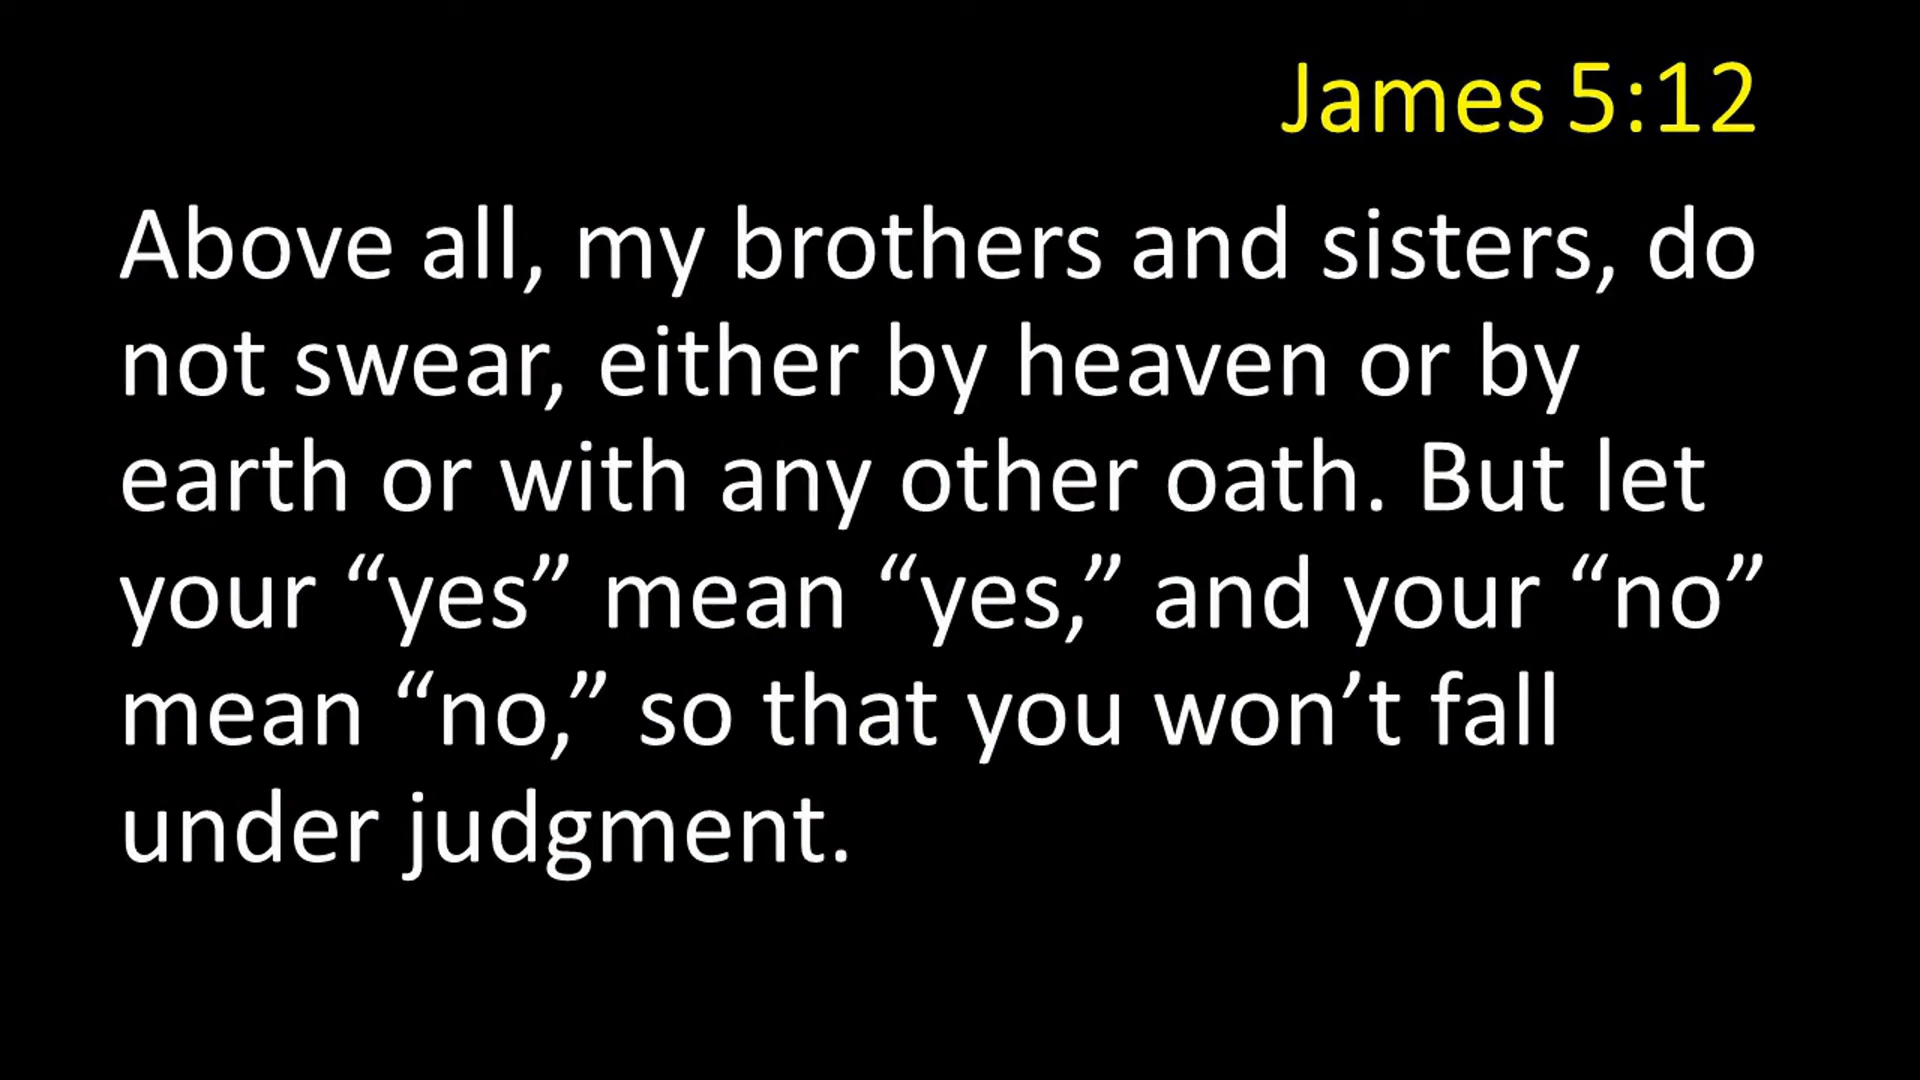 James 5:12
Above all, my brothers and sisters, do
not swear, either by heaven or by
earth or with any other oath. But let
your “yes” mean “yes,” and your “no”
mean “no,” so that you won’t fall
under judgment.